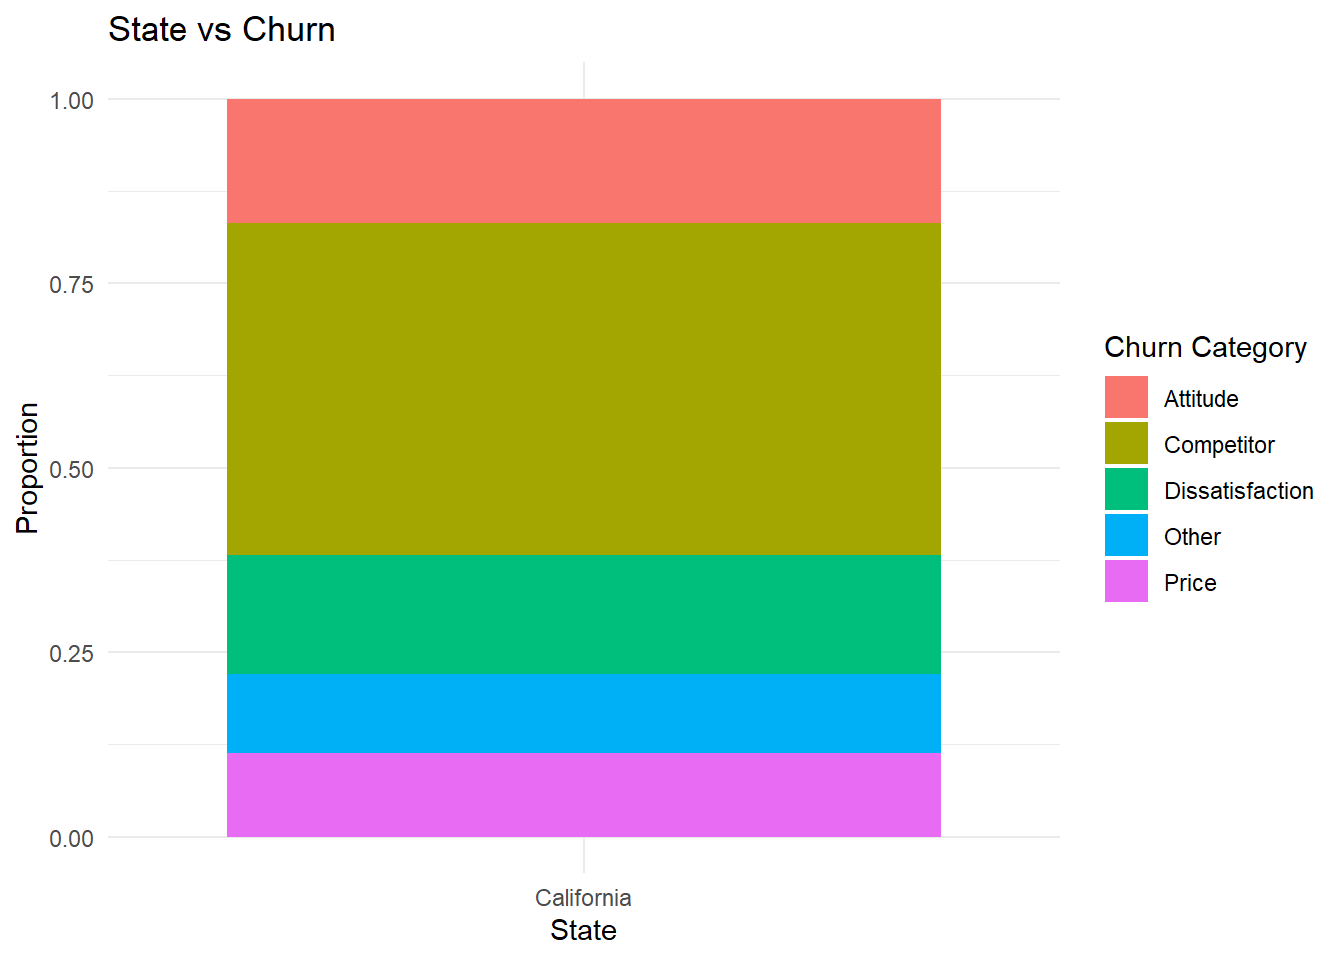 State vs Churn
1.00
0.75
0.50
0.25
0.00
Proportion
California
State
Churn Category
Attitude
Competitor
Dissatisfaction
Other
Price